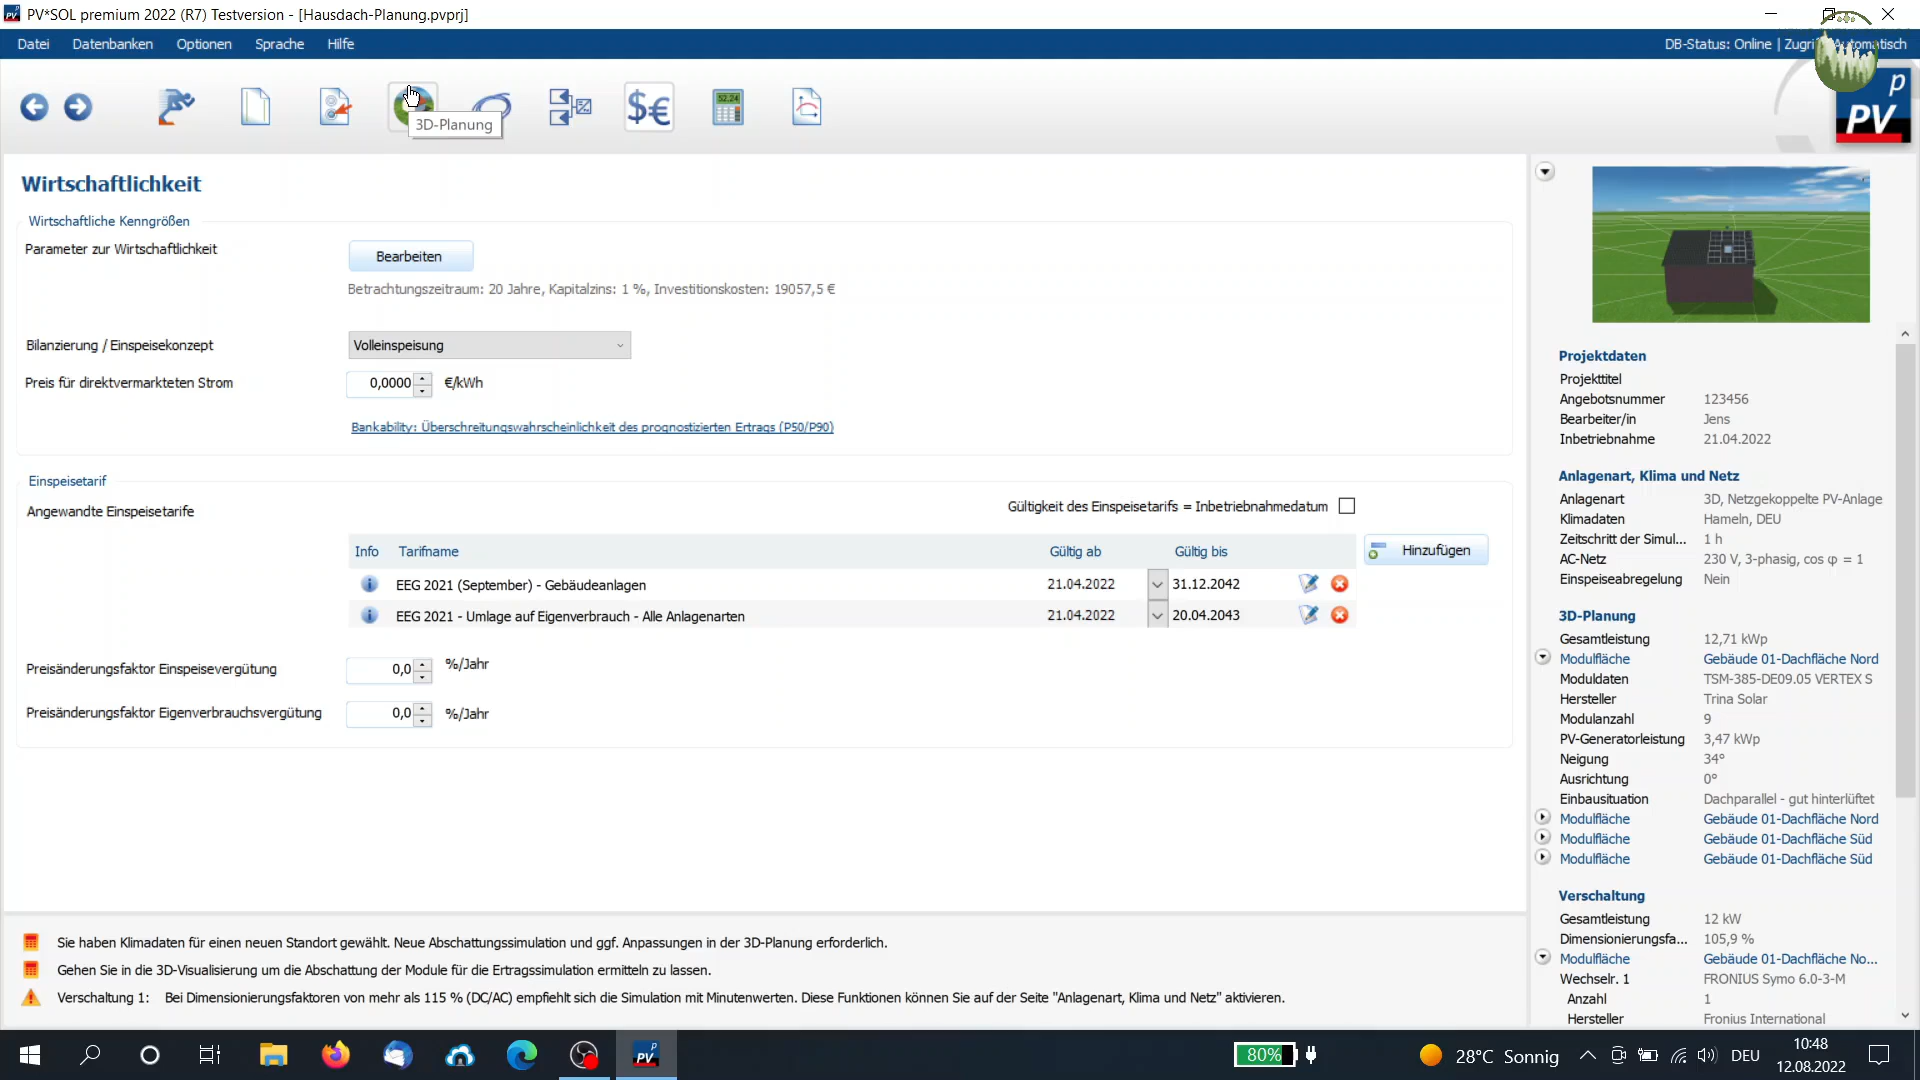 PV*SOL premium 2022 (R7) Testversion - [Hausdach-Planung.pvprj]
Datei Datenbanken Optionen Sprache Hilfe
DB-Status: Online | Automatisch
3D-Planung
$€
52,24
p
PV
Wirtschaftlichkeit
Wirtschaftliche Kenngrößen
Parameter zur Wirtschaftlichkeit
Bearbeiten
Betrachtungszeitraum: 20 Jahre, Kapitalzins: 1 %, Investitionskosten: 19057,5 €
Bilanzierung / Einspeisekonzept
Volleinspeisung
Preis für direktvermarkteten Strom
0,0000 €/kWh
Bankability: Überschreitungswahrscheinlichkeit des prognostizierten Ertrags (P50/P90)
Einspeisetarif
Angewandte Einspeisetarife
Gültigkeit des Einspeisetarifs = Inbetriebnahmedatum
Info Tarifname Gültig ab Gültig bis
Hinzufügen
EEG 2021 (September) - Gebäudeanlagen 21.04.2022 31.12.2042
EEG 2021 - Umlage auf Eigenverbrauch - Alle Anlagenarten 21.04.2022 20.04.2043
Preisänderungsfaktor Einspeisevergütung 0,0 %/Jahr
Preisänderungsfaktor Eigenverbrauchsvergütung 0,0 %/Jahr
Sie haben Klimadaten für einen neuen Standort gewählt. Neue Abschattungssimulation und ggf. Anpassungen in der 3D-Planung erforderlich.
Gehen Sie in die 3D-Visualisierung um die Abschattung der Module für die Ertragssimulation ermitteln zu lassen.
Verschaltung 1: Bei Dimensionierungsfaktoren von mehr als 115 % (DC/AC) empfiehlt sich die Simulation mit Minutenwerten. Diese Funktionen können Sie auf der Seite "Anlagenart, Klima und Netz" aktivieren.
Projektdaten
Projekttitel
Angebotsnummer 123456
Bearbeiter/in Jens
Inbetriebnahme 21.04.2022
Anlagenart, Klima und Netz
Anlagenart 3D, Netzgekoppelte PV-Anlage
Klimadaten Hameln, DEU
Zeitschritt der Simul... 1 h
AC-Netz 230 V, 3-phasig, cos φ = 1
Einspeiseabregelung Nein
3D-Planung
Gesamtleistung 12,71 kWp
Modulfläche Gebäude 01-Dachfläche Nord
Moduldaten TSM-385-DE09.05 VERTEX S
Hersteller Trina Solar
Modulanzahl 9
PV-Generatorleistung 3,47 kWp
Neigung 34°
Ausrichtung 0°
Einbausituation Dachparallel - gut hinterlüftet
Modulfläche Gebäude 01-Dachfläche Nord
Modulfläche Gebäude 01-Dachfläche Süd
Modulfläche Gebäude 01-Dachfläche Süd
Verschaltung
Gesamtleistung 12 kW
Dimensionierungsfa... 105,9 %
Modulfläche Gebäude 01-Dachfläche No...
Wechselr. 1 FRONIUS Symo 6.0-3-M
Anzahl 1
Hersteller Fronius International
p
PV
80%
28°C Sonnig
DEU
10:48
12.08.2022